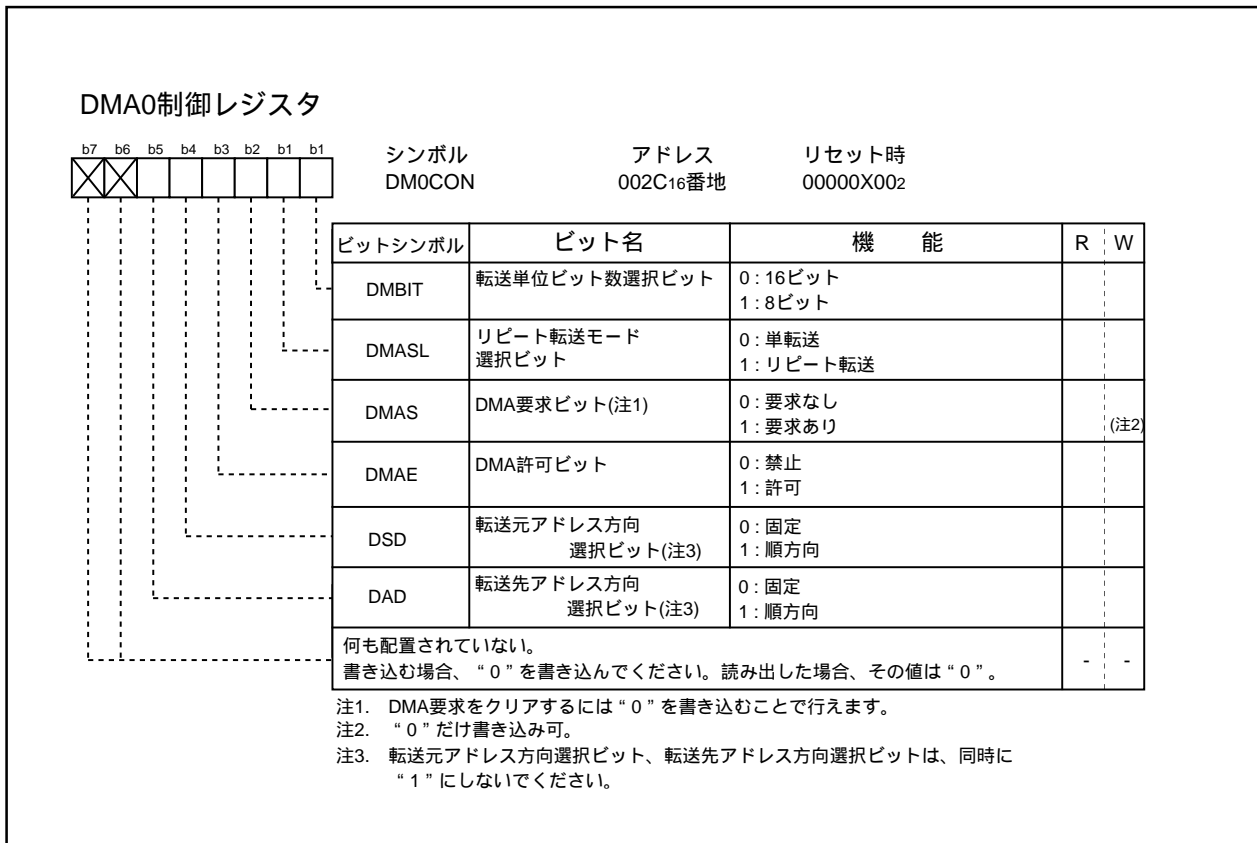 DMA0制御レジスタ
b7 b6 b5 b4 b3 b2 b1 b1
シンボル アドレス リセット時
DM0CON 002C16番地 00000X002
ビットシンボル ビット名 機 能 R W
DMBIT 転送単位ビット数選択ビット 0 : 16ビット
1 : 8ビット
DMASL リピート転送モード 0 : 単転送
選択ビット 1 : リピート転送
DMAS DMA要求ビット(注1) 0 : 要求なし
1 : 要求あり (注2)
DMAE DMA許可ビット 0 : 禁止
1 : 許可
DSD 転送元アドレス方向 0 : 固定
選択ビット(注3) 1 : 順方向
DAD 転送先アドレス方向 0 : 固定
選択ビット(注3) 1 : 順方向
何も配置されていない。
書き込む場合、“ 0 ” を書き込んでください。読み出した場合、その値は “ 0 ” 。 - -
注1. DMA要求をクリアするには “ 0 ” を書き込むことで行えます。
注2. “ 0 ” だけ書き込み可。
注3. 転送元アドレス方向選択ビット、転送先アドレス方向選択ビットは、同時に
“ 1 ” にしないでください。